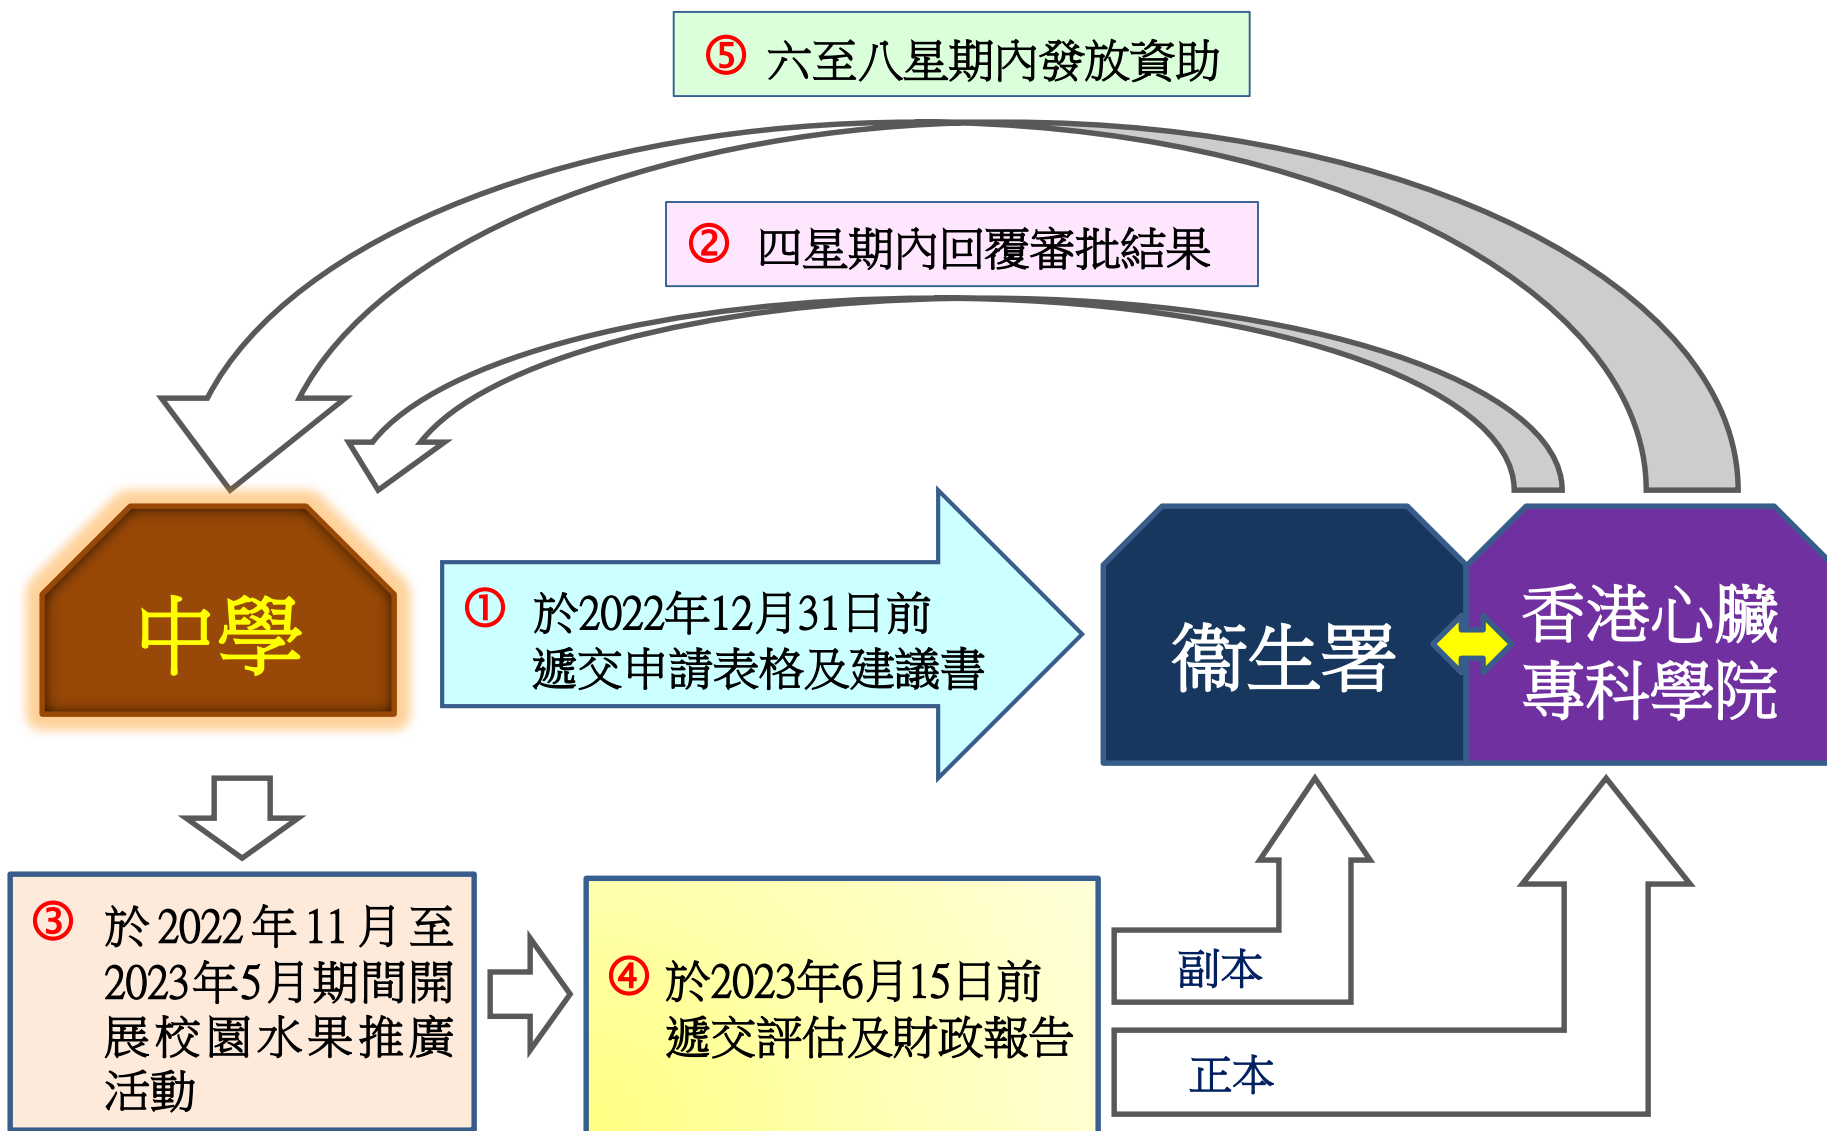 ⑤ 六至八星期內發放資助
② 四星期內回覆審批結果
中學
① 於2022年12月31日前
遞交申請表格及建議書
衞生署
香港心臟
專科學院
③ 於2022年11月至
2023年5月期間開
展校園水果推廣
活動
④ 於2023年6月15日前
遞交評估及財政報告
副本
正本